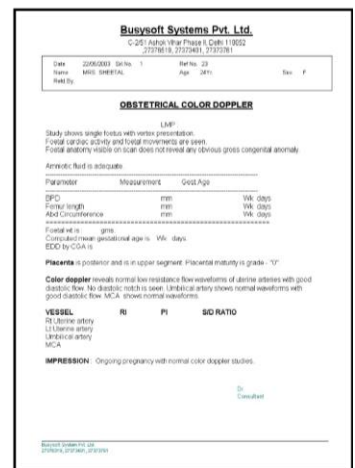 Busysoft Systems Pvt. Ltd.
C-2/51 Ashok Vihar Phase II, Delhi 110052
,27376519, 27373401, 27373761
Date 22/05/2003 Srl No. 1 Ref No. 23
Name MRS. SHEETAL Age 24Yr. Sex F
Refd By.
OBSTETRICAL COLOR DOPPLER
LMP :
Study shows single foetus with vertex presentation.
Foetal cardiac activity and foetal movements are seen.
Foetal anatomy visible on scan does not reveal any obvious gross congenital anomaly.
Amniotic fluid is adequate
Parameter Measurement Gest.Age
BPD mm Wk days
Femur length mm Wk days
Abd Circumference mm Wk days
Foetal wt is : gms.
Computed mean gestational age is Wk days.
EDD by CGA is
Placenta is posterior and is in upper segment. Placental maturity is grade - "0"
Color doppler reveals normal low resistance flow waveforms of uterine arteries with good
diastolic flow. No diastolic notch is seen. Umbilical artery shows normal waveforms with
good diastolic flow. MCA shows normal waveforms.
VESSEL RI PI S/D RATIO
Rt Uterine artery
Lt Uterine artery
Umbilical artery
MCA
IMPRESSION : Ongoing pregnancy with normal color doppler studies.
Dr.
Consultant
Busysoft Systems Pvt. Ltd.
27376519, 27373401, 27373761